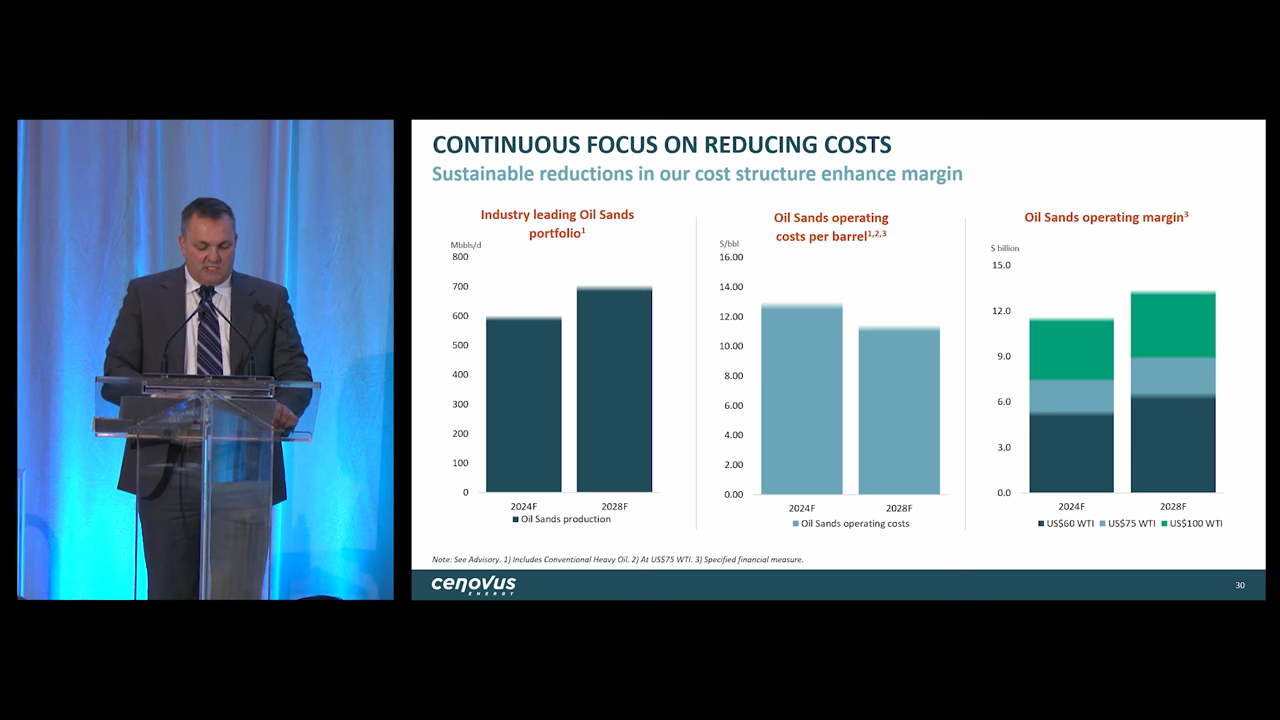 CONTINUOUS FOCUS ON REDUCING COSTS
Sustainable reductions in our cost structure enhance margin
Industry leading Oil Sands
portfolio1
Mbbls/d
800
700
600
500
400
300
200
100
0
2024F
2028F
Oil Sands production
Oil Sands operating
costs per barrel1,2,3
$/bbl
16.00
14.00
12.00
10.00
8.00
6.00
4.00
2.00
0.00
2024F
2028F
Oil Sands operating costs
Oil Sands operating margin3
$ billion
15.0
12.0
9.0
6.0
3.0
0.0
2024F
2028F
US$60 WTI
US$75 WTI
US$100 WTI
Note: See Advisory. 1) Includes Conventional Heavy Oil. 2) At US$75 WTI. 3) Specified financial measure.
cenovus
ENERGY
30